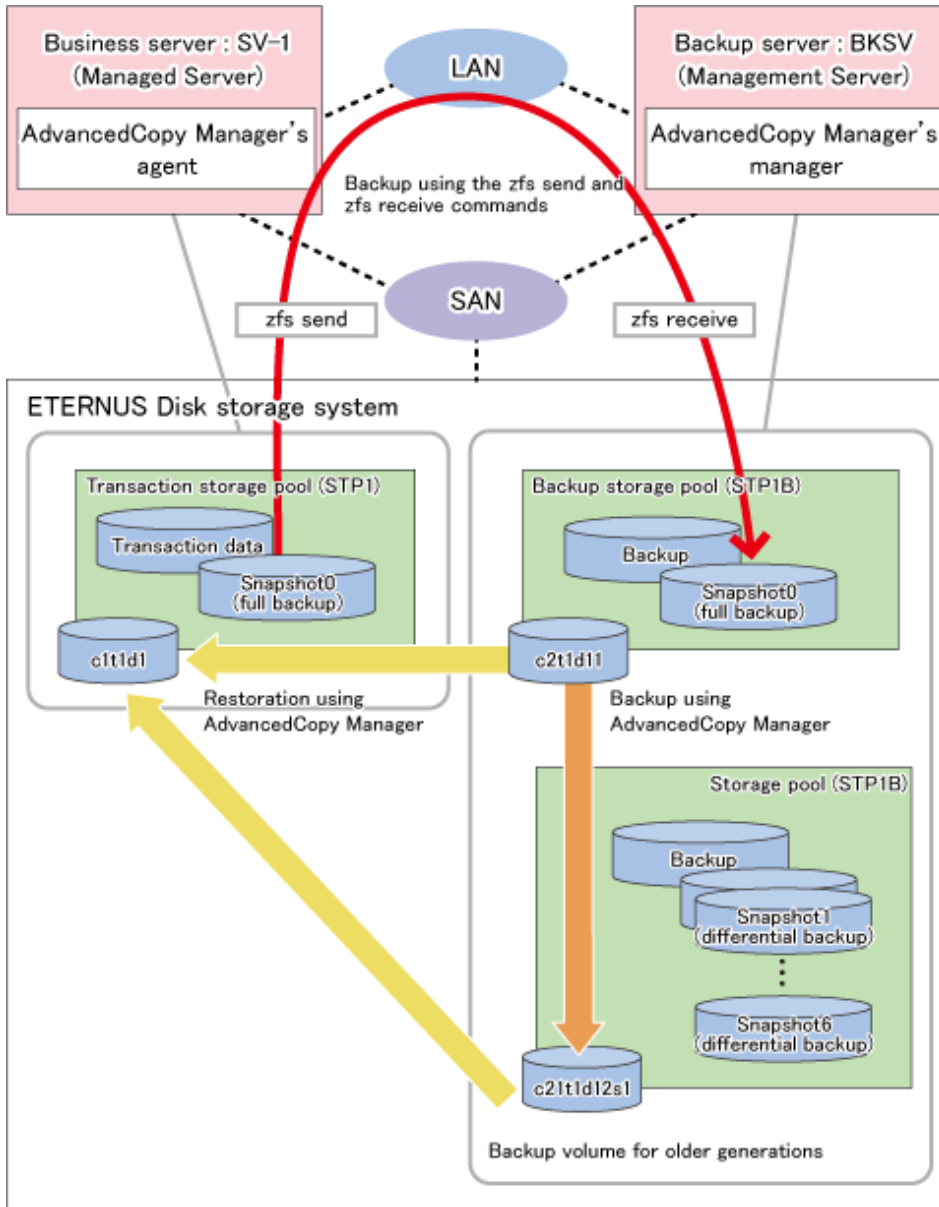 Business server : SV-1
(Managed Server)
AdvancedCopy Manager's
agent
LAN
Backup server : BKSV
(Management Server)
AdvancedCopy Manager's
manager
Backup using the zfs send and
zfs receive commands
SAN
zfs send
zfs receive
ETERNUS Disk storage system
Transaction storage pool (STP1)
Transaction data
Snapshot0
(full backup)
c1t1d1
Backup storage pool (STP1B)
Backup
Snapshot0
(full backup)
c2t1d11
Restoration using
AdvancedCopy Manager
Backup using
AdvancedCopy Manager
Storage pool (STP1B)
Backup
Snapshot1
(differential backup)
Snapshot6
(differential backup)
c21t1d12s1
Backup volume for older generations